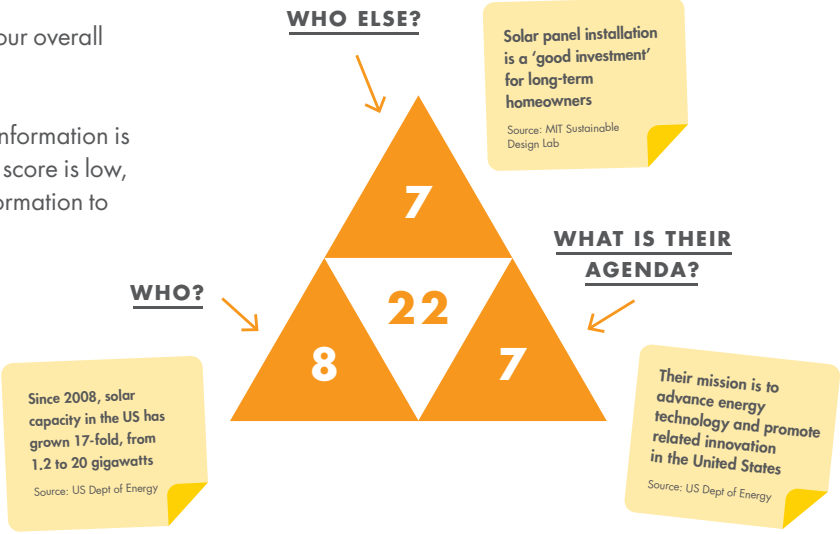 our overall
nformation is
score is low,
ormation to
WHO ELSE?
Solar panel installation
is a ‘good investment’
for long-term
homeowners
Source: MIT Sustainable
Design Lab
7
WHAT IS THEIR
AGENDA?
WHO?
22
8
7
Since 2008, solar
capacity in the US has
grown 17-fold, from
1.2 to 20 gigawatts
Source: US Dept of Energy
Their mission is to
advance energy
technology and promote
related innovation
in the United States
Source: US Dept of Energy